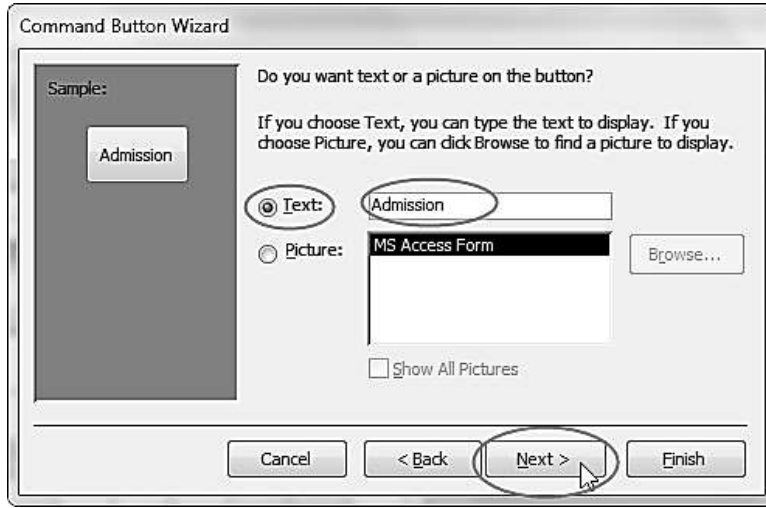 Command Button Wizard
Sample:
Admission
Do you want text or a picture on the button?
If you choose Text, you can type the text to display. If you
choose Picture, you can click Browse to find a picture to display.
Text: Admission
Picture: MS Access Form
Browse...
Show All Pictures
Cancel < Back Next > Finish